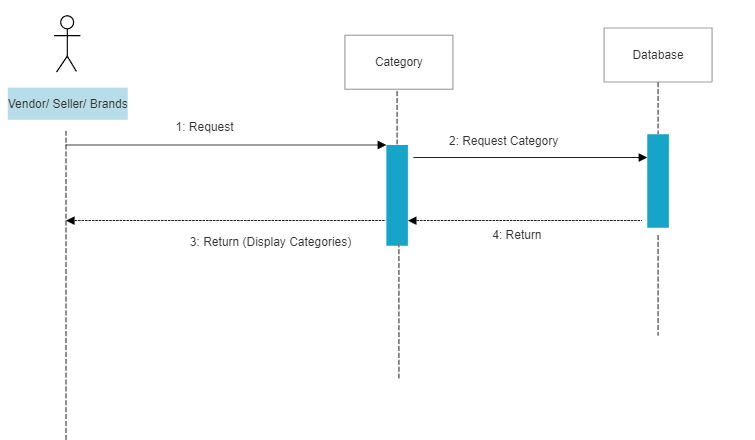 Category
Database
Vendor/ Seller/ Brands
1: Request
2: Request Category
3: Return (Display Categories)
4: Return